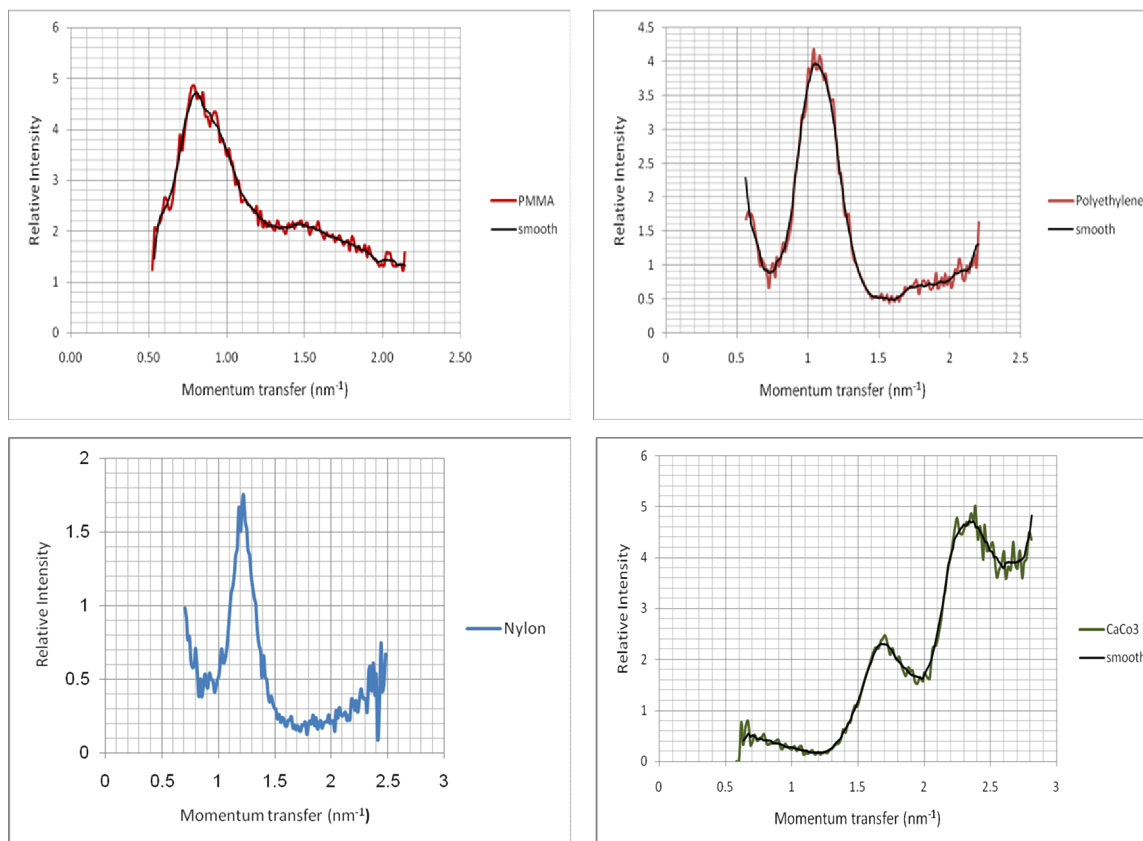 6
5
4
3
2
1
0
0.00 0.50 1.00 1.50 2.00 2.50
Relative Intensity
Momentum transfer (nm-1)
PMMA
smooth
4.5
4
3.5
3
2.5
2
1.5
1
0.5
0
0 0.5 1 1.5 2 2.5
Relative Intensity
Momentum transfer (nm-1)
Polyethylene
smooth
2
1.5
1
0.5
0
0 0.5 1 1.5 2 2.5 3
Relative Intensity
Momentum transfer (nm-1)
Nylon
6
5
4
3
2
1
0
0 0.5 1 1.5 2 2.5 3
Relative Intensity
Momentum transfer (nm-1)
CaCo3
smooth